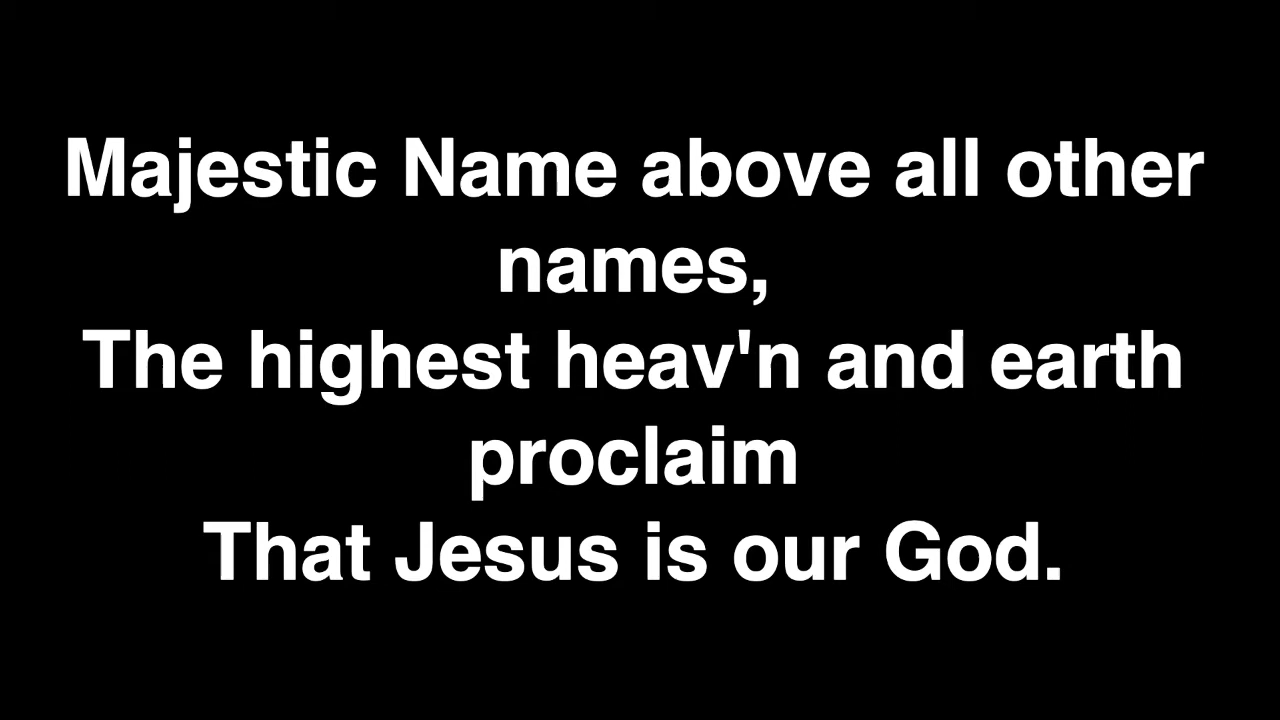 Majestic Name above all other
names,
The highest heav'n and earth
proclaim
That Jesus is our God.